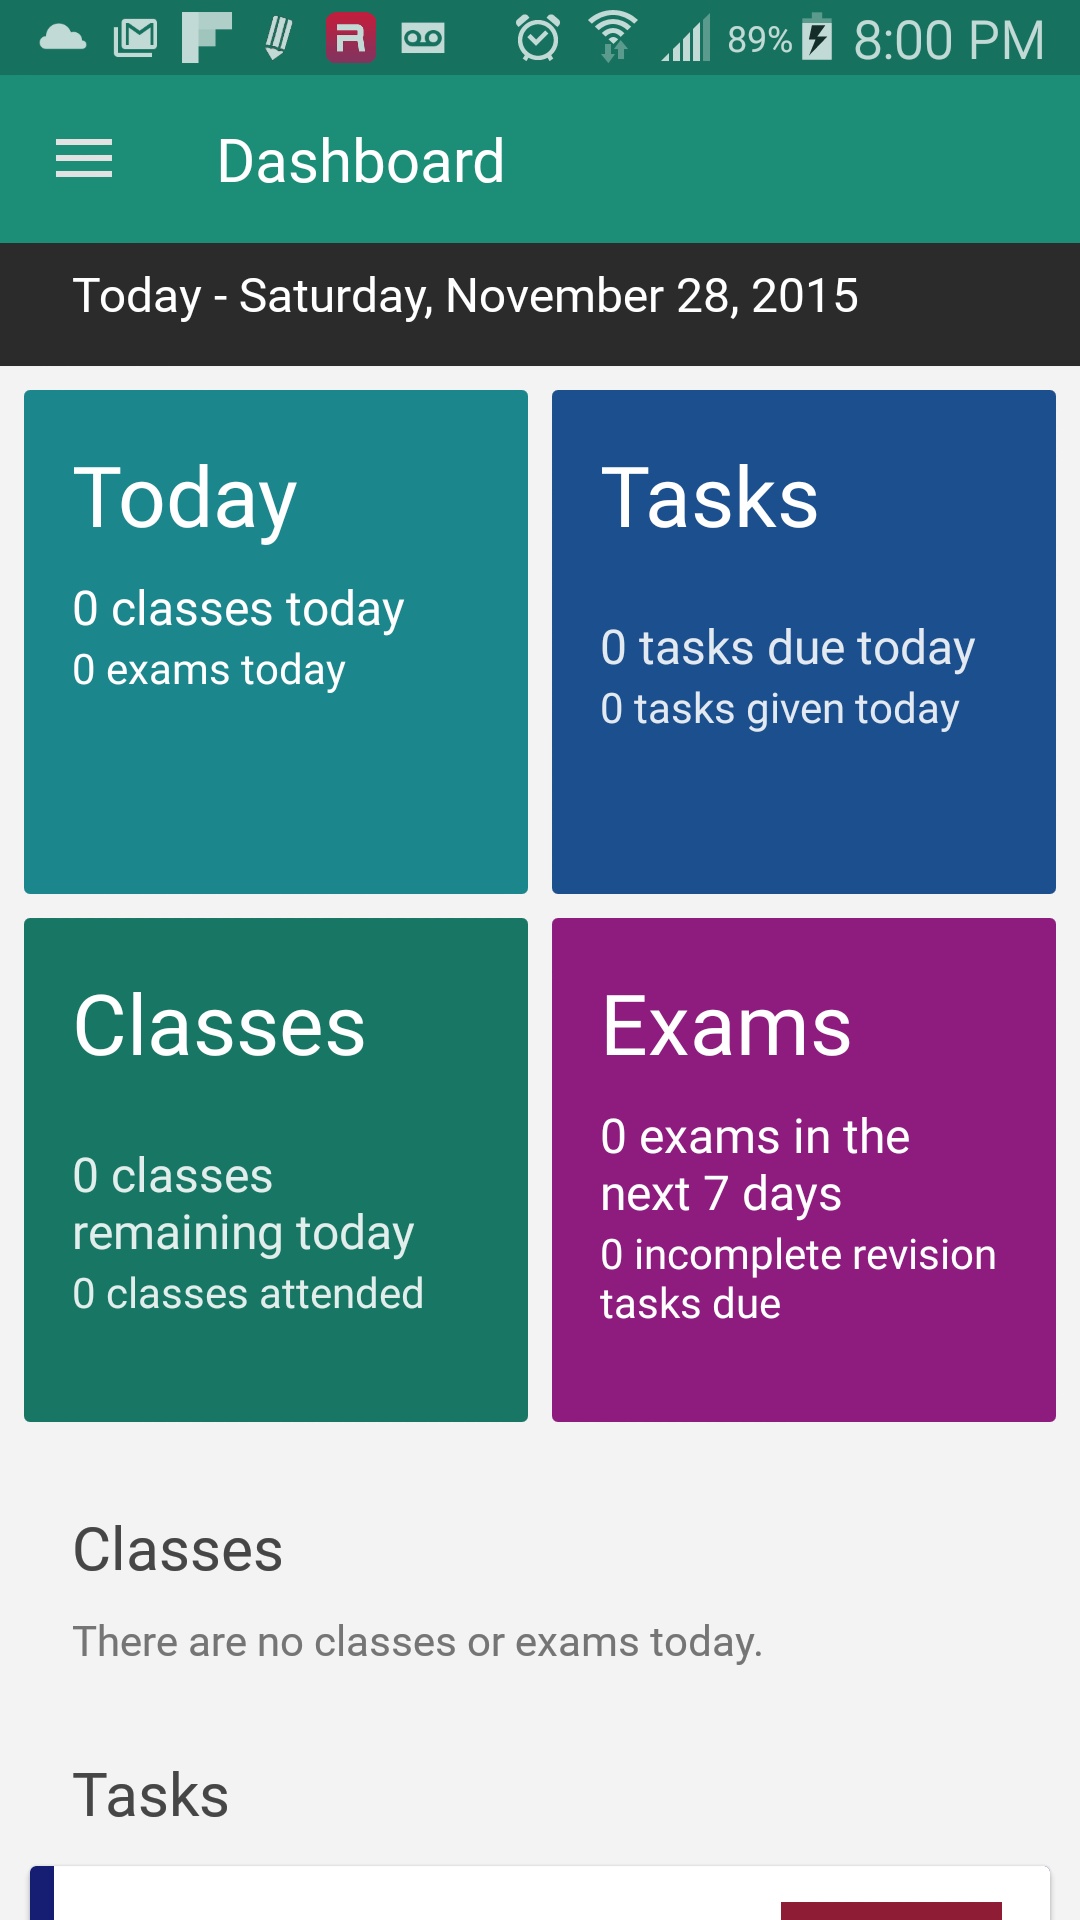 89% 8:00 PM
Dashboard
Today - Saturday, November 28, 2015
Today
0 classes today
0 exams today
Tasks
0 tasks due today
0 tasks given today
Classes
0 classes
remaining today
0 classes attended
Exams
0 exams in the
next 7 days
0 incomplete revision
tasks due
Classes
There are no classes or exams today.
Tasks